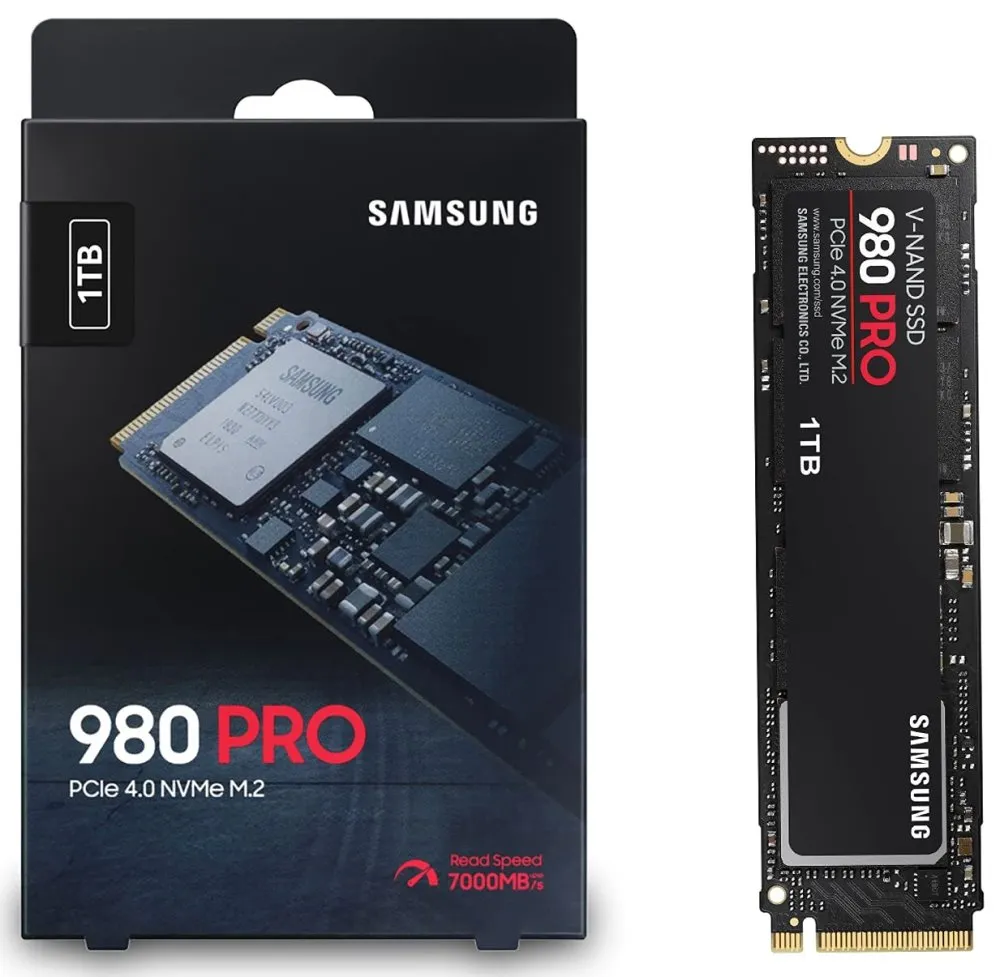 SAMSUNG
1TB
SAMSUNG
980 PRO
PCIe 4.0 NVMe M.2
Read Speed
7000MB/s
V-NAND SSD
980 PRO
PCIe 4.0 NVMe M.2
www.samsung.com/ssd
SAMSUNG ELECTRONICS CO., LTD.
1TB
SAMSUNG